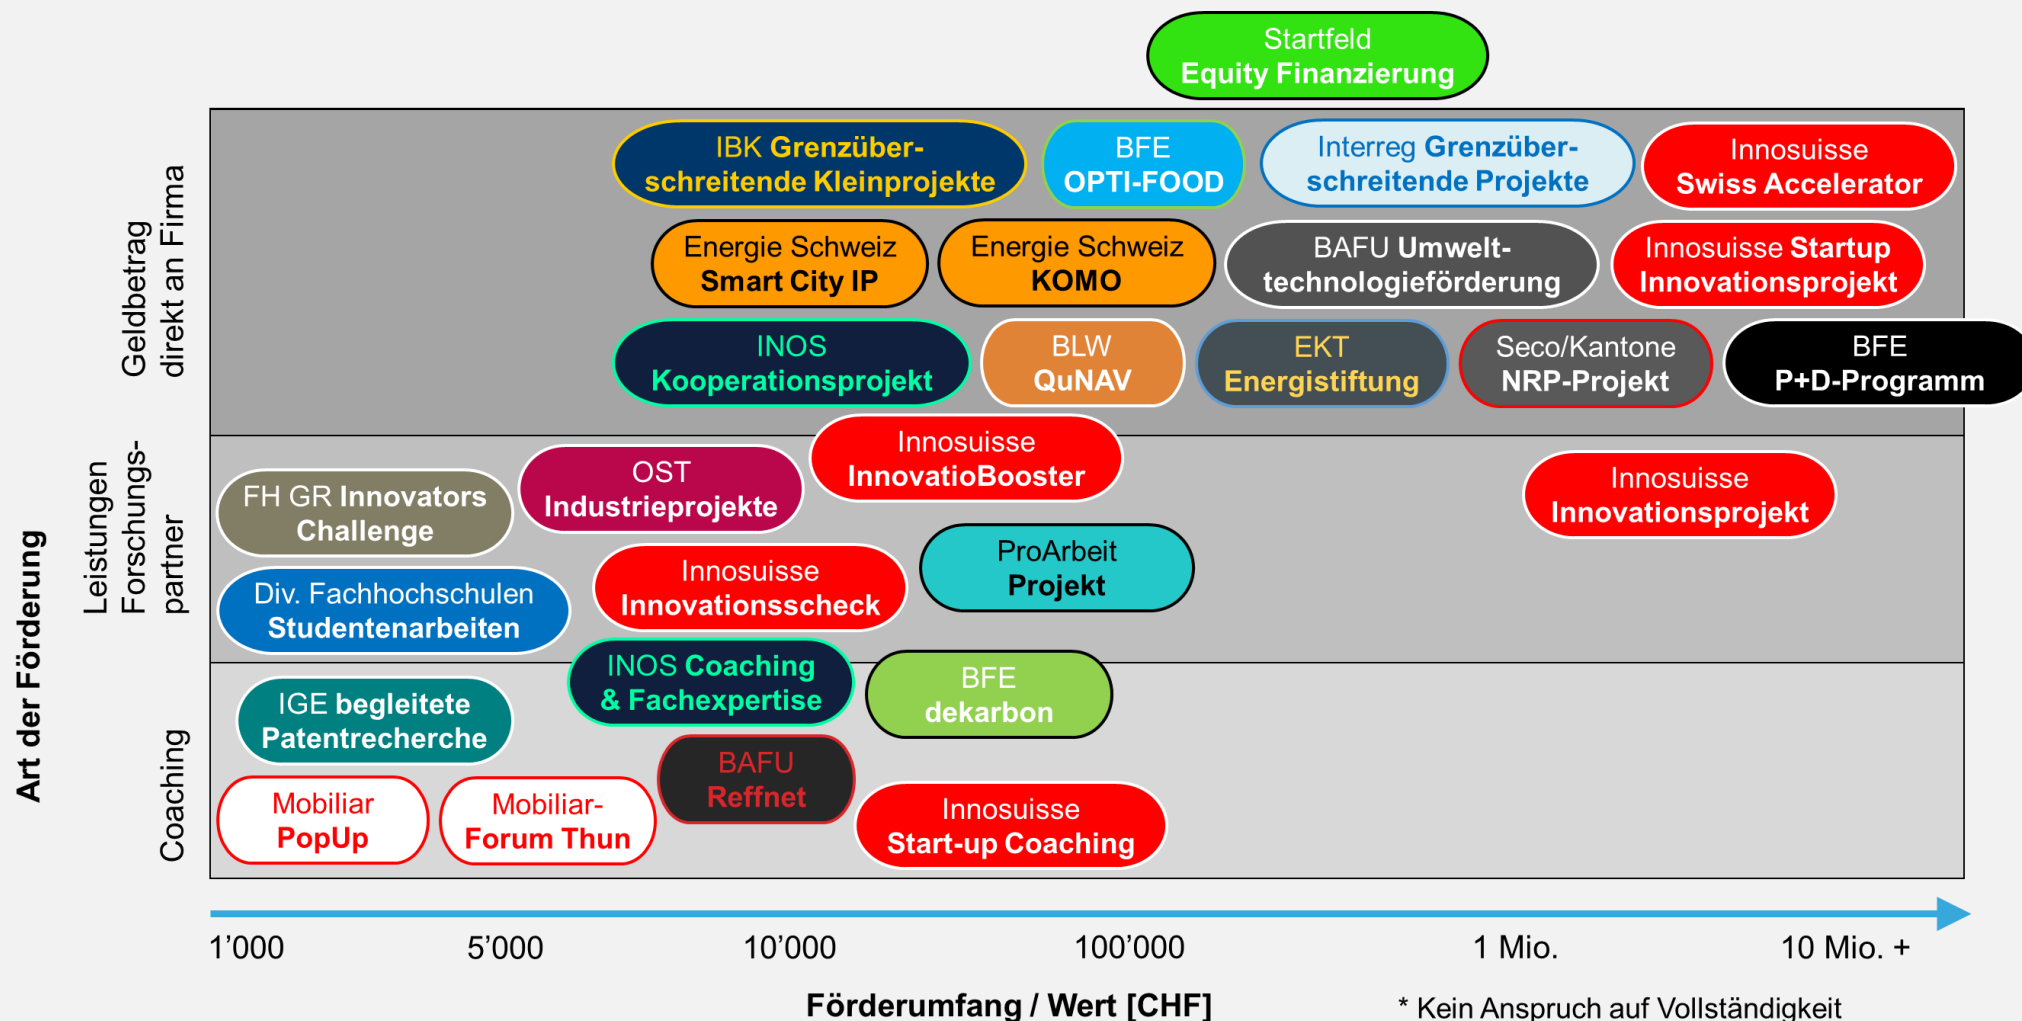 Startfeld
Equity Finanzierung
Geldbetrag
direkt an Firma
IBK Grenzüber-
schreitende Kleinprojekte
BFE
OPTI-FOOD
Interreg Grenzüber-
schreitende Projekte
Innosuisse
Swiss Accelerator
Energie Schweiz
Smart City IP
Energie Schweiz
KOMO
BAFU Umwelt-
technologieförderung
Innosuisse Startup
Innovationsprojekt
INOS
Kooperationsprojekt
BLW
QuNAV
EKT
Energistiftung
Seco/Kantone
NRP-Projekt
BFE
P+D-Programm
Art der Förderung
Leistungen
Forschungs-
partner
FH GR Innovators
Challenge
OST
Industrieprojekte
Innosuisse
InnovatioBooster
Innosuisse
Innovationsprojekt
Div. Fachhochschulen
Studentenarbeiten
Innosuisse
Innovationsscheck
ProArbeit
Projekt
Coaching
IGE begleitete
Patentrecherche
INOS Coaching
& Fachexpertise
BFE
dekarbon
Mobiliar
PopUp
Mobiliar-
Forum Thun
BAFU
Reffnet
Innosuisse
Start-up Coaching
1’000 5’000 10’000 100’000 1 Mio. 10 Mio. +
Förderumfang / Wert [CHF]
* Kein Anspruch auf Vollständigkeit